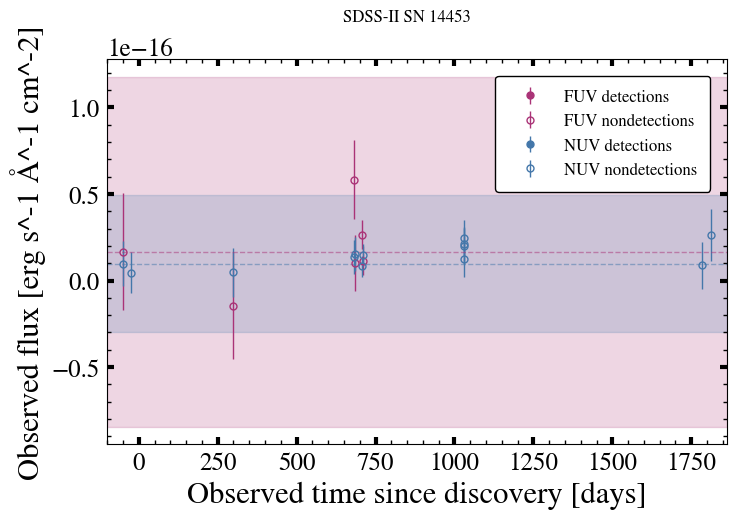 SDSS-II SN 14453
1e−16
FUV detections
FUV nondetections
NUV detections
NUV nondetections
1.0
0.5
0.0
−0.5
Observed flux [erg s^-1 Å^-1 cm^-2]
0 250 500 750 1000 1250 1500 1750
Observed time since discovery [days]